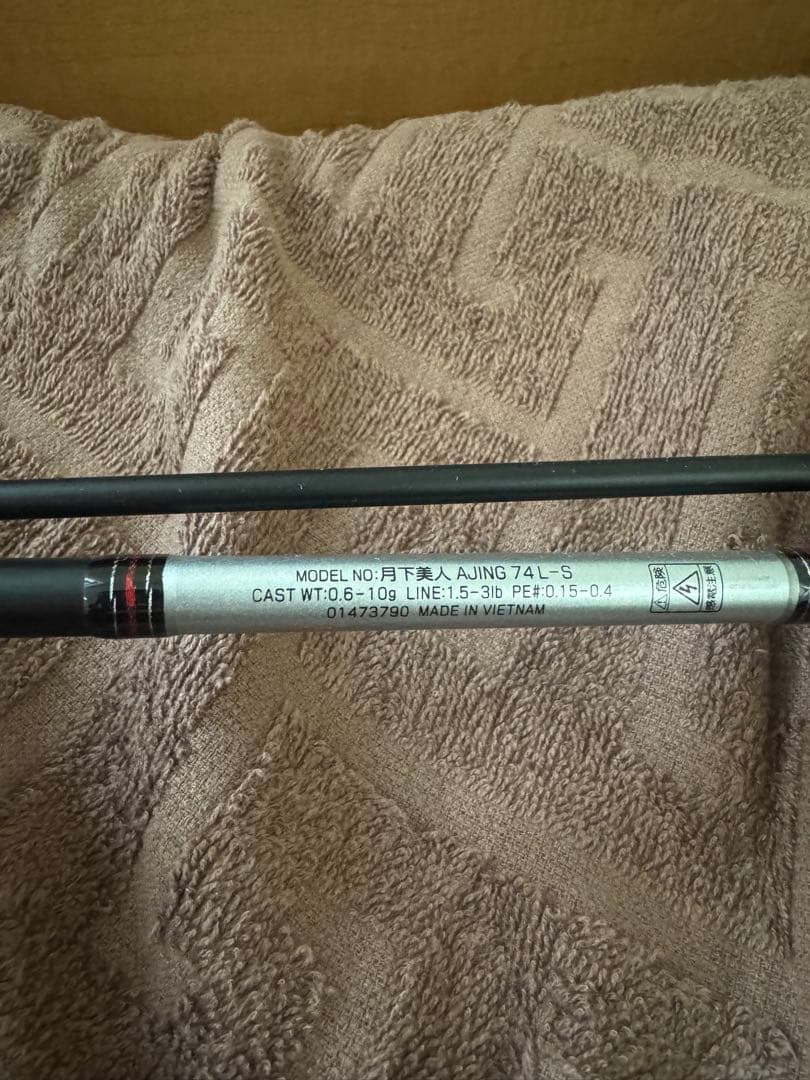 MODEL NO:月下美人 AJING 74L-S
CAST WT:0.6-10g LINE:1.5-3lb PE#:0.15-0.4
01473790 MADE IN VIETNAM
危険
感電注意